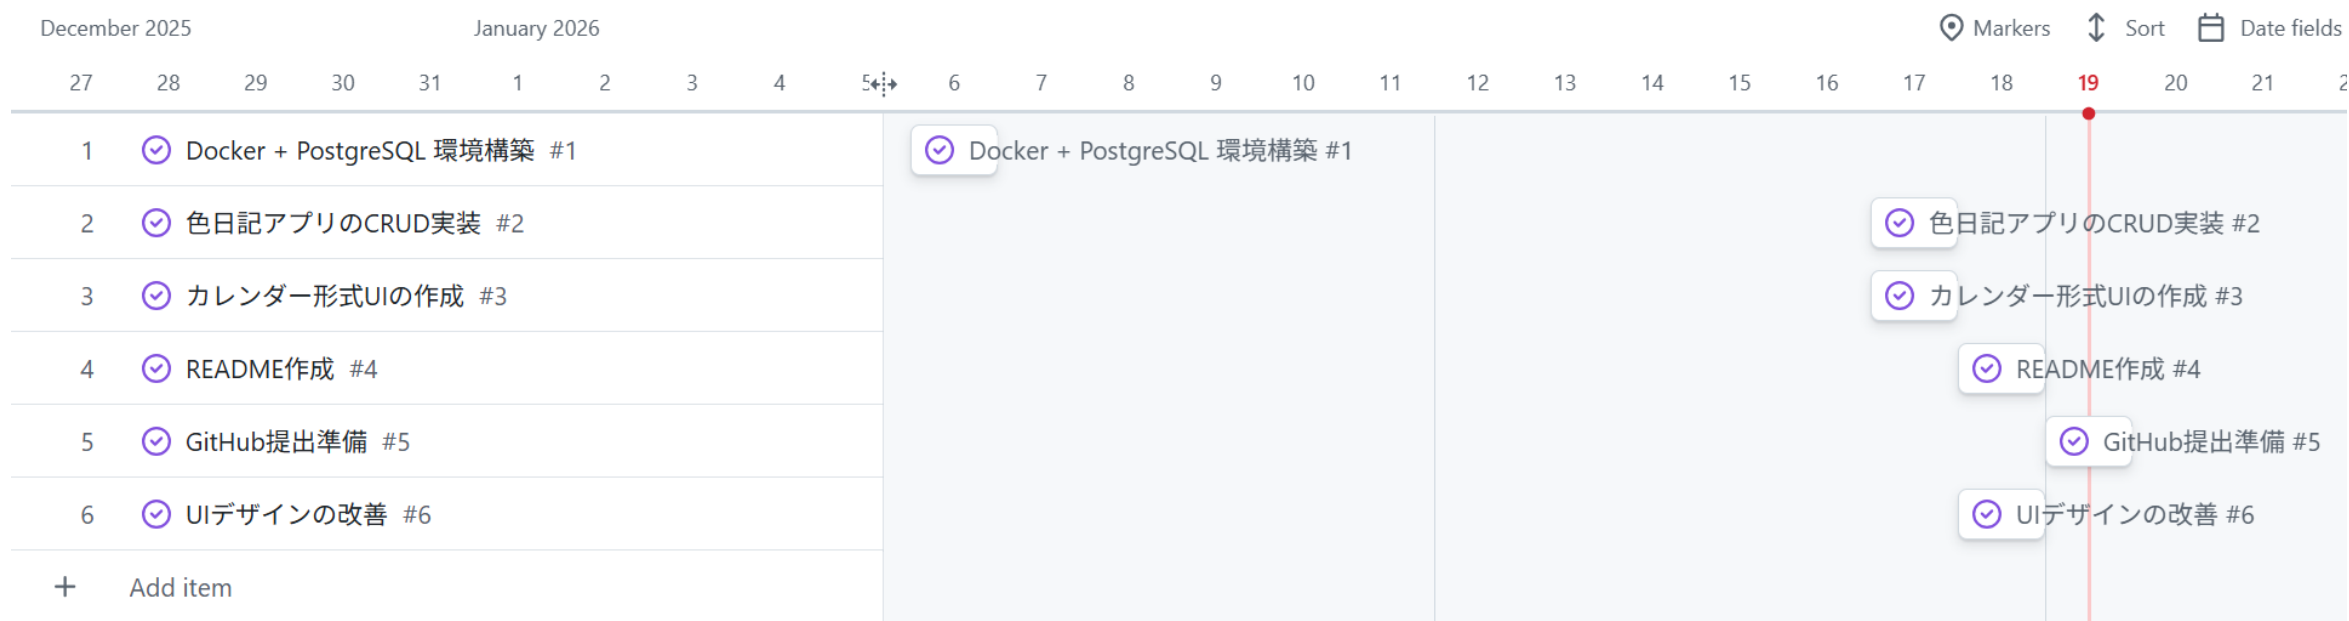 December 2025 January 2026 Markers Sort Date fields
27 28 29 30 31 1 2 3 4 5 6 7 8 9 10 11 12 13 14 15 16 17 18 19 20 21
1 Docker + PostgreSQL 環境構築 #1 Docker + PostgreSQL 環境構築 #1
2 色日記アプリのCRUD実装 #2 色日記アプリのCRUD実装 #2
3 カレンダー形式UIの作成 #3 カレンダー形式UIの作成 #3
4 README作成 #4 README作成 #4
5 GitHub提出準備 #5 GitHub提出準備 #5
6 UIデザインの改善 #6 UIデザインの改善 #6
Add item